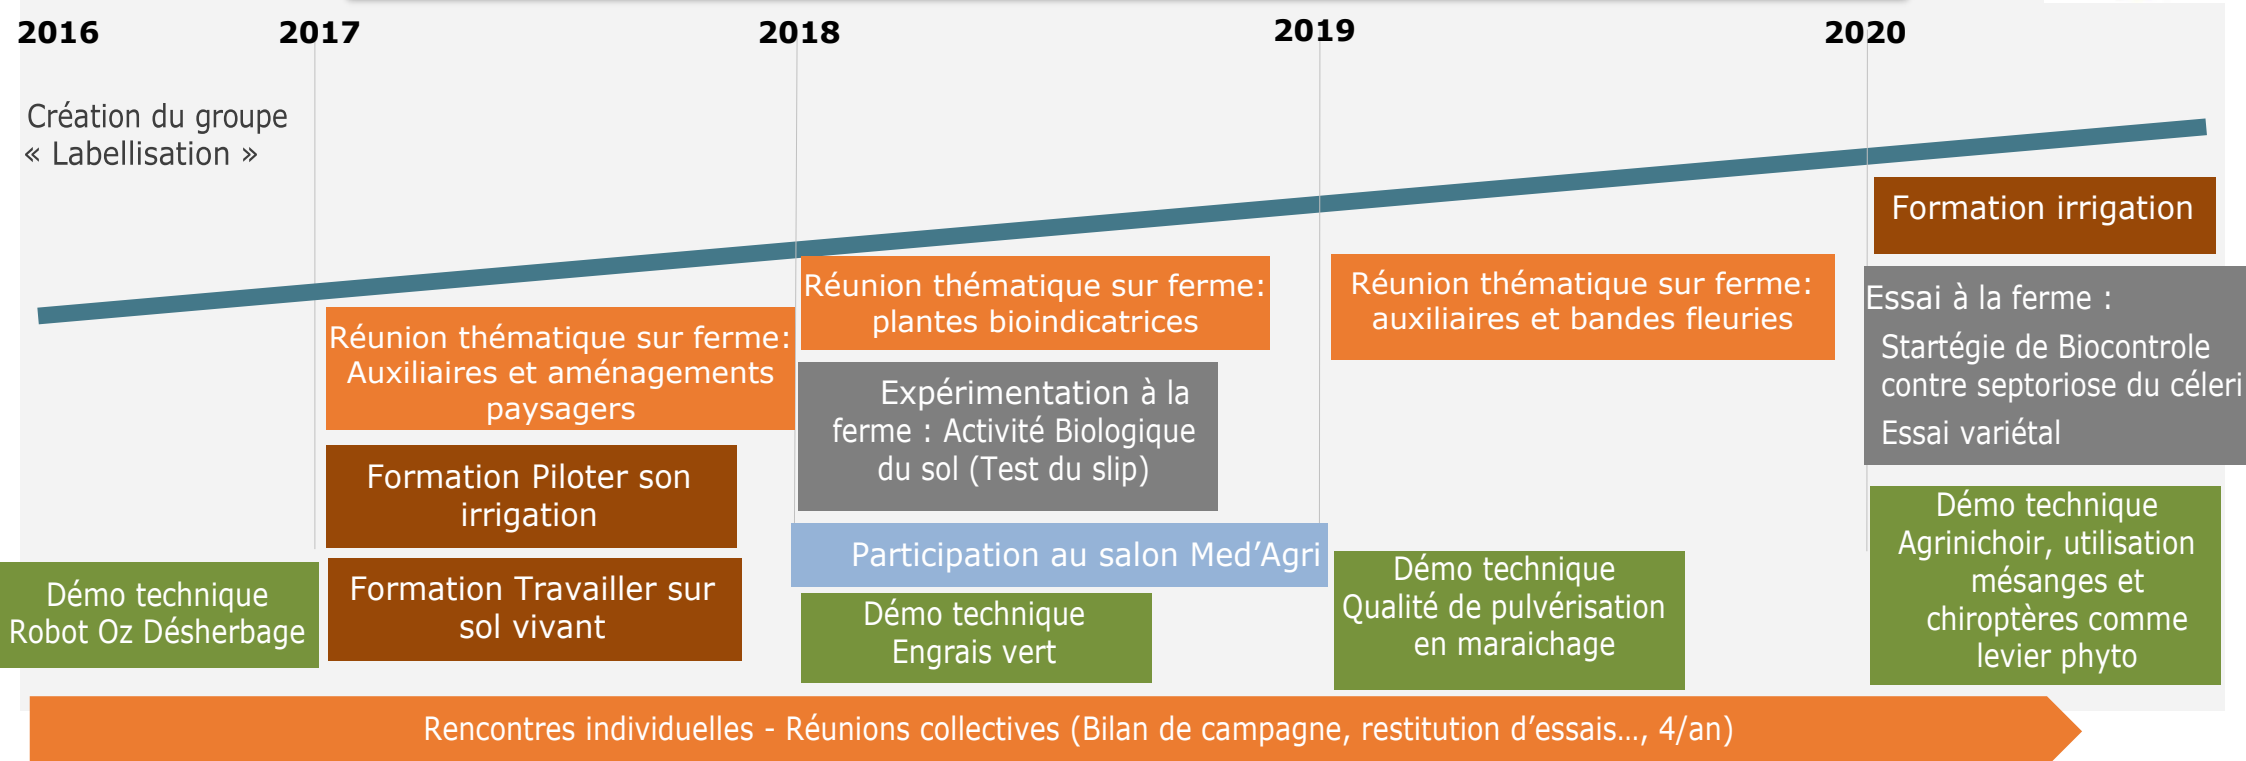 2016
2017
2018
2019
2020
Création du groupe
« Labellisation »
Démo technique
Robot Oz Désherbage
Réunion thématique sur ferme:
Auxiliaires et aménagements
paysagers
Formation Piloter son
irrigation
Formation Travailler sur
sol vivant
Réunion thématique sur ferme:
plantes bioindicatrices
Expérimentation à la
ferme : Activité Biologique
du sol (Test du slip)
Participation au salon Med’Agri
Démo technique
Engrais vert
Réunion thématique sur ferme:
auxiliaires et bandes fleuries
Démo technique
Qualité de pulvérisation
en maraichage
Formation irrigation
Essai à la ferme :
Startégie de Biocontrole
contre septoriose du céleri
Essai variétal
Démo technique
Agrinichoir, utilisation
mésanges et
chiroptères comme
levier phyto
Rencontres individuelles - Réunions collectives (Bilan de campagne, restitution d’essais…, 4/an)